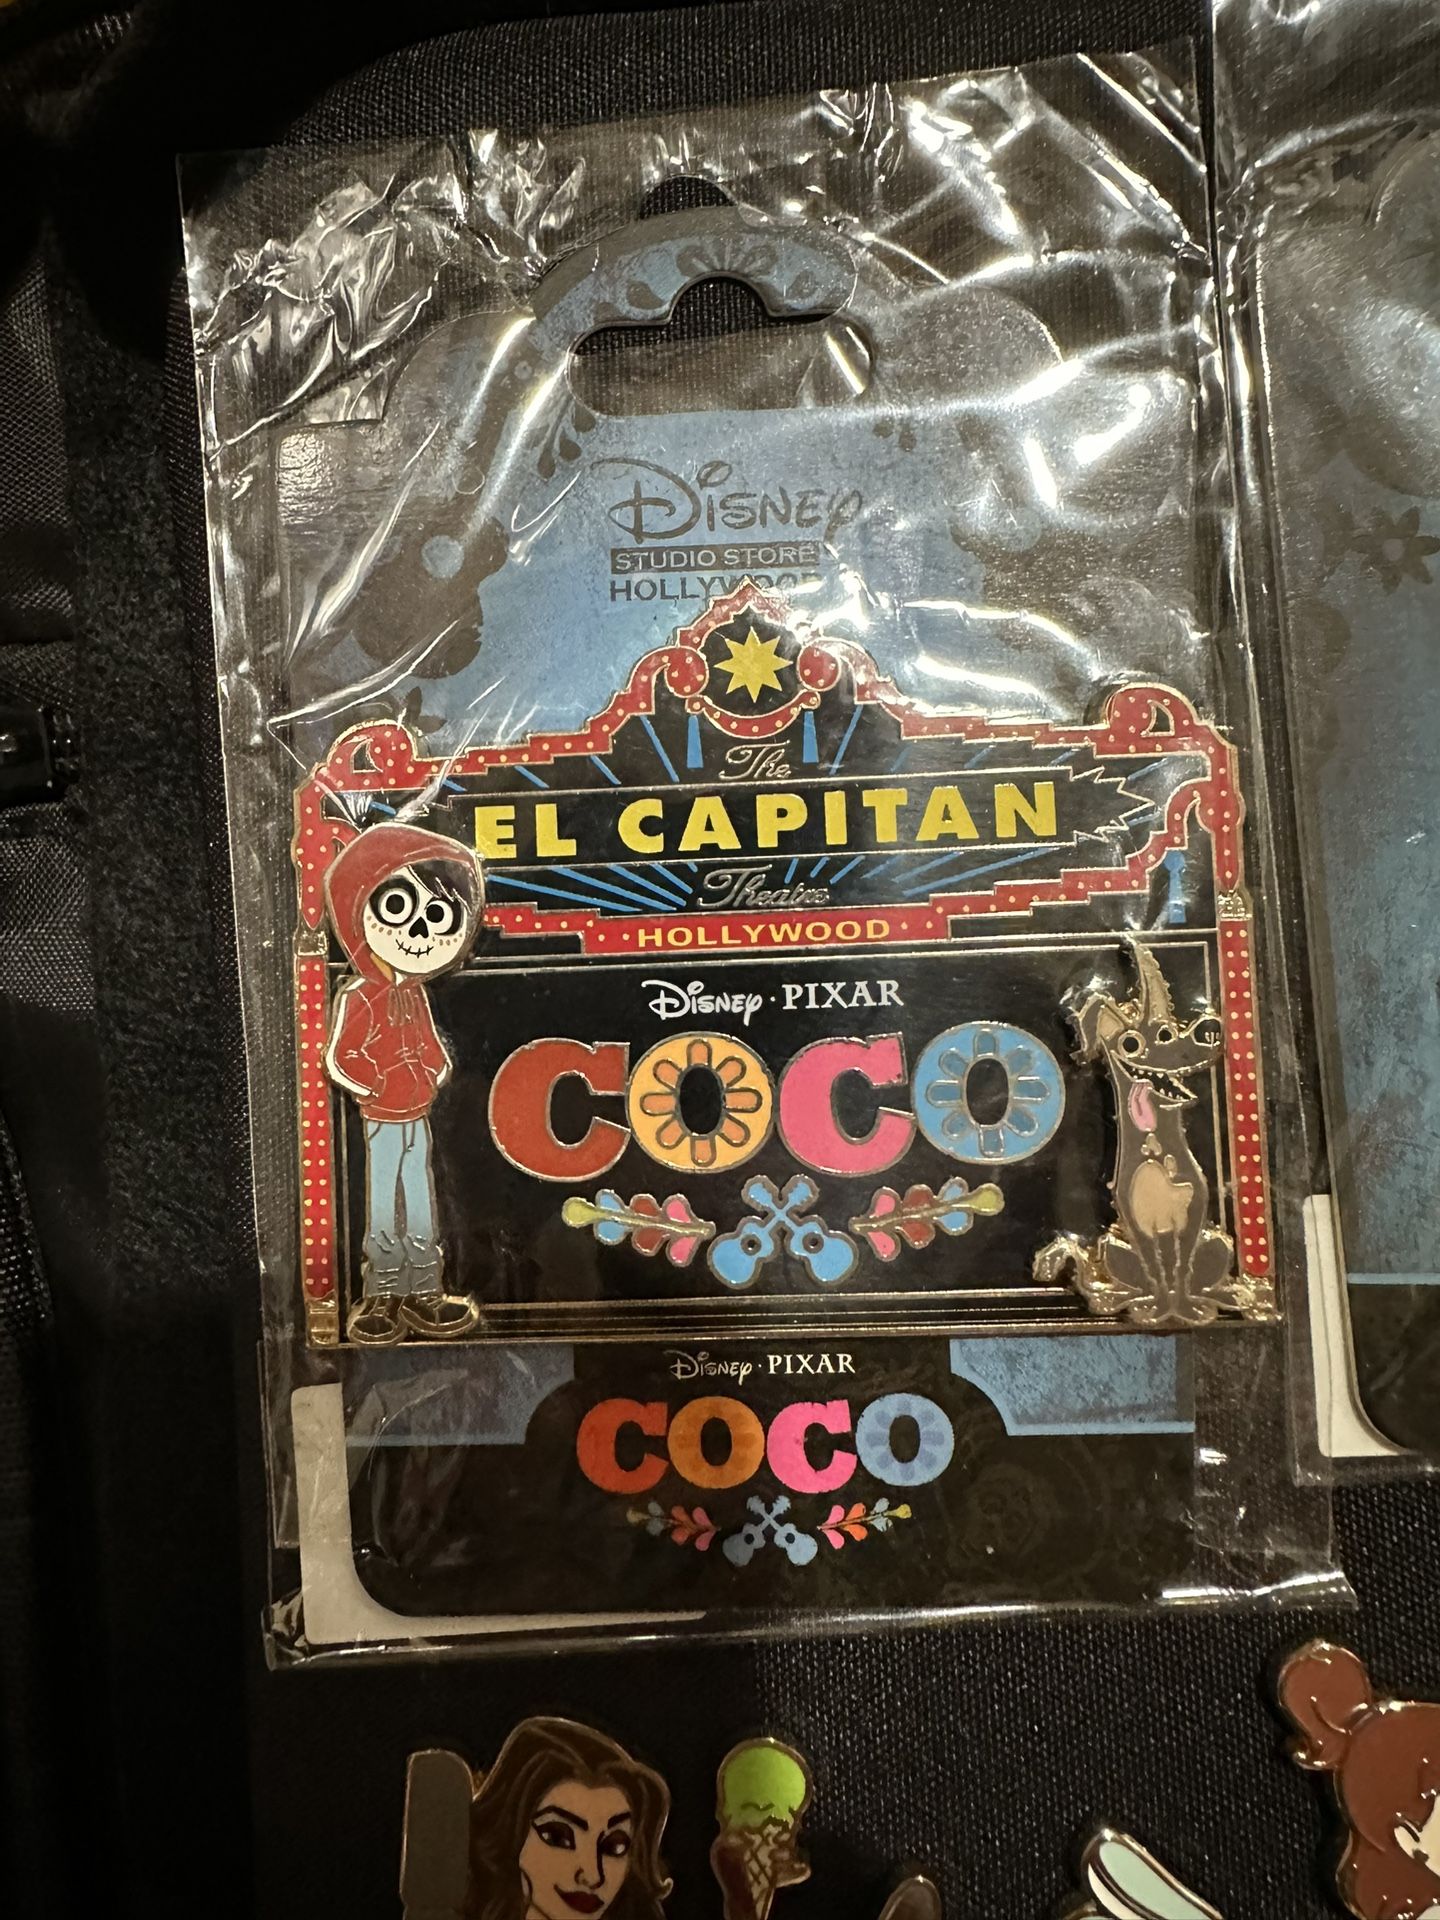 Disney
STUDIO STORE
HOLLYWOOD
The
EL CAPITAN
Theatre
HOLLYWOOD
Disney · PIXAR
COCO
Disney · PIXAR
COCO